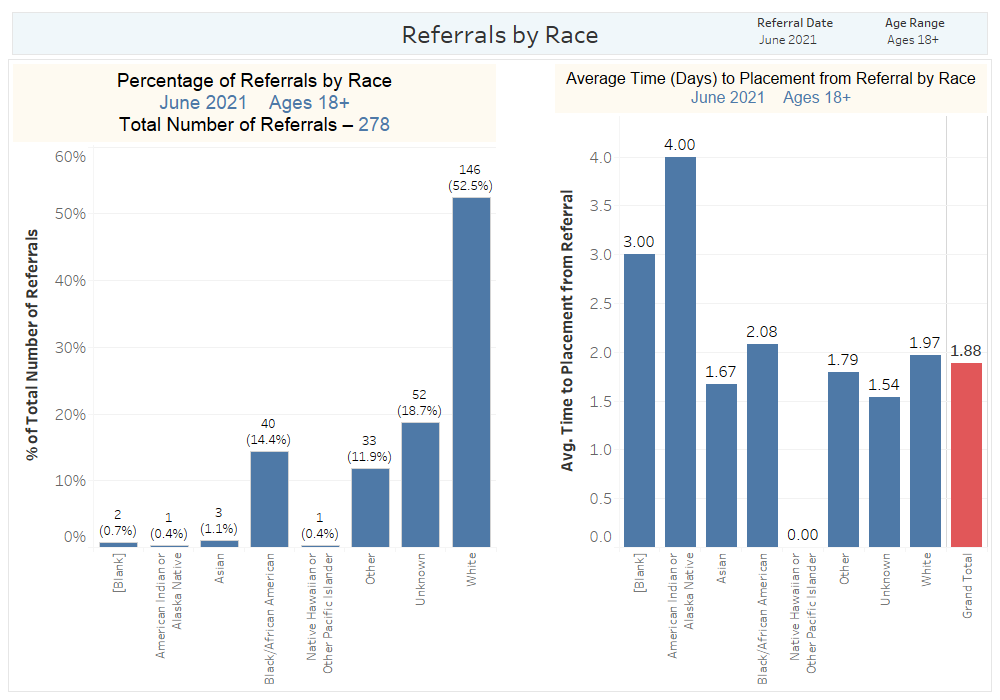 Referrals by Race
Referral Date
June 2021
Age Range
Ages 18+
Percentage of Referrals by Race
June 2021 Ages 18+
Total Number of Referrals – 278
% of Total Number of Referrals
60%
50%
40%
30%
20%
10%
0%
2
(0.7%)
1
(0.4%)
3
(1.1%)
40
(14.4%)
1
(0.4%)
33
(11.9%)
52
(18.7%)
146
(52.5%)
[Blank]
American Indian or
Alaska Native
Asian
Black/African American
Native Hawaiian or
Other Pacific Islander
Other
Unknown
White
Average Time (Days) to Placement from Referral by Race
June 2021 Ages 18+
Avg. Time to Placement from Referral
4.0
3.5
3.0
2.5
2.0
1.5
1.0
0.5
0.0
3.00
4.00
1.67
2.08
0.00
1.79
1.54
1.97
1.88
[Blank]
American Indian or
Alaska Native
Asian
Black/African American
Native Hawaiian or
Other Pacific Islander
Other
Unknown
White
Grand Total